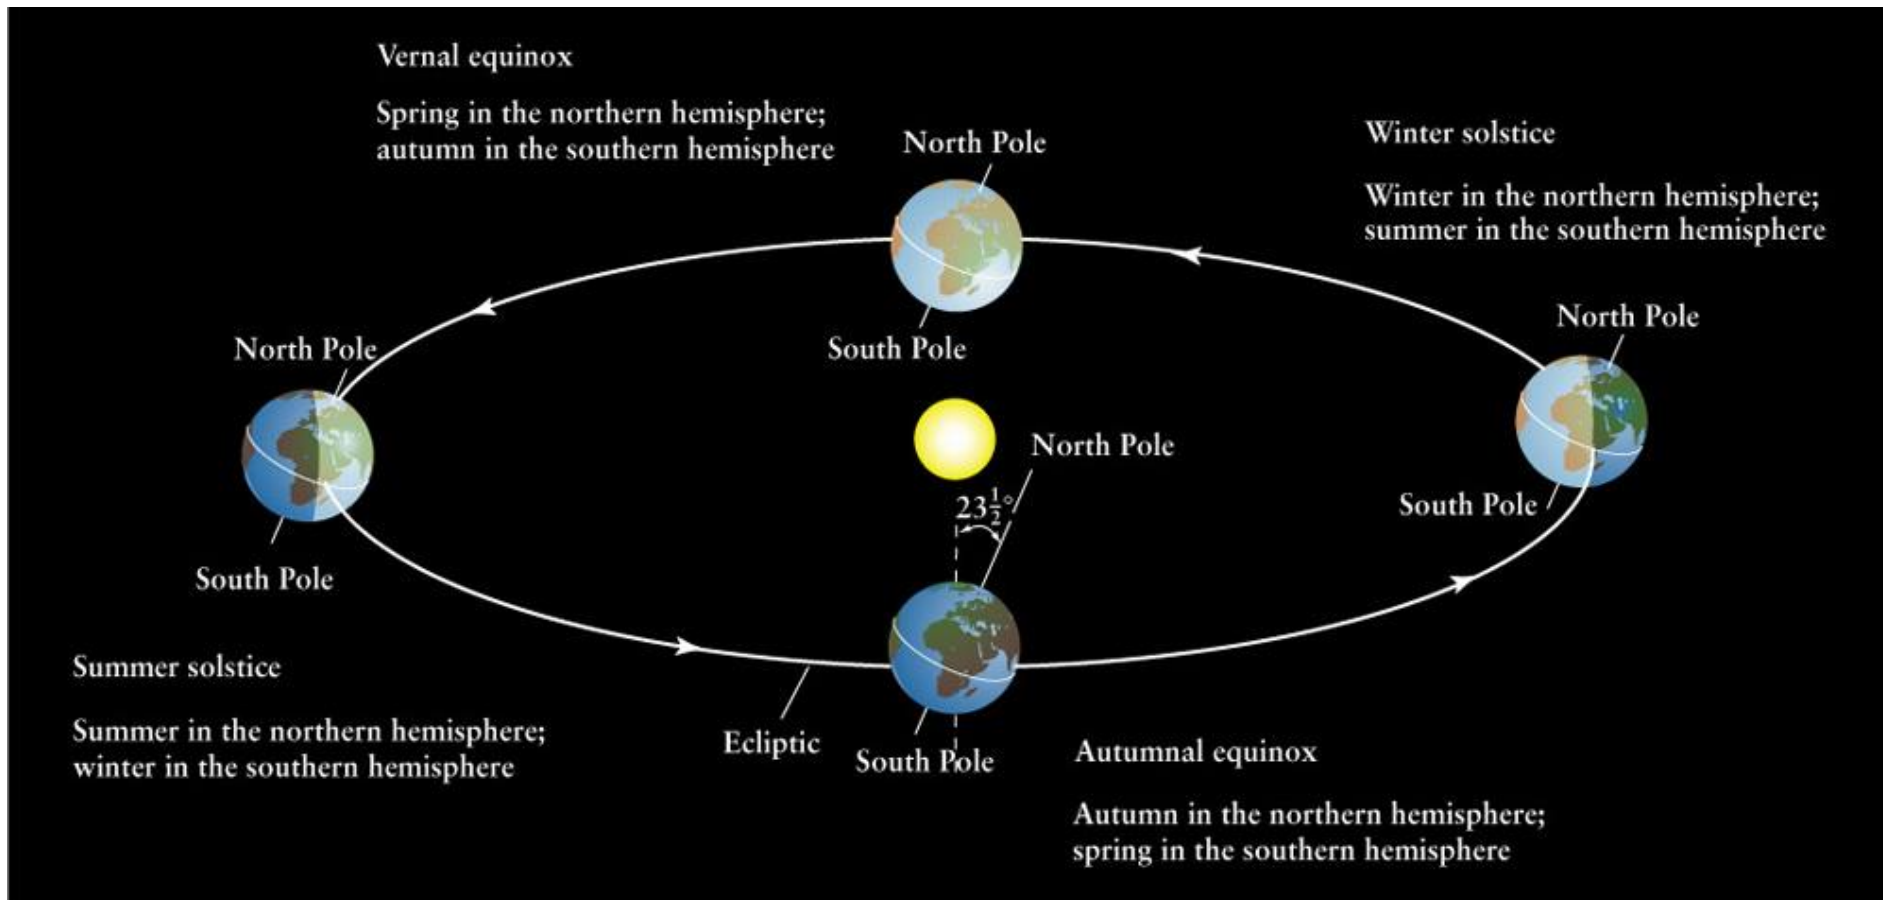 Vernal equinox
Spring in the northern hemisphere;
autumn in the southern hemisphere
North Pole
South Pole
Winter solstice
Winter in the northern hemisphere;
summer in the southern hemisphere
North Pole
South Pole
North Pole
South Pole
Summer solstice
Summer in the northern hemisphere;
winter in the southern hemisphere
North Pole
23½°
South Pole
Ecliptic
Autumnal equinox
Autumn in the northern hemisphere;
spring in the southern hemisphere